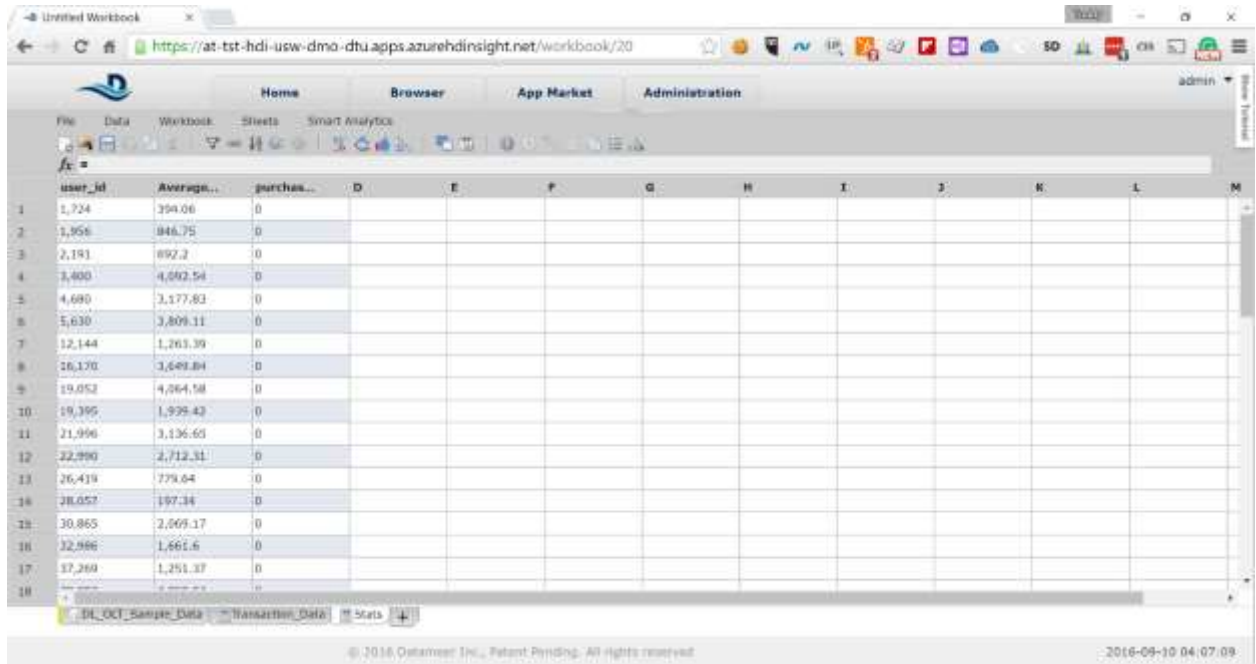 Untitled Workbook
https://at-tst-hdi-usw-dmo-dtu.apps.azurehdinsight.net/workbook/20
Home Browser App Market Administration admin
File Data Workbook Sheets Smart Analytics
fx =
user_id Average... purchas... D E F G H I J K L M
1 1,724 394.06 0
2 1,956 846.75 0
3 2,191 692.2 0
4 3,400 4,092.54 0
5 4,680 3,177.83 0
6 5,630 3,809.11 0
7 12,144 1,263.39 0
8 16,170 3,649.84 0
9 19,052 4,064.58 0
10 19,395 1,939.42 0
11 21,996 3,136.65 0
12 22,990 2,712.31 0
13 26,419 779.64 0
14 28,057 197.34 0
15 30,865 2,069.17 0
16 32,986 1,661.6 0
17 37,269 1,251.37 0
18
DL_OCT_Sample_Data Transaction_Data Stats +
© 2016 Datameer Inc., Patent Pending. All rights reserved 2016-09-10 04:07:09